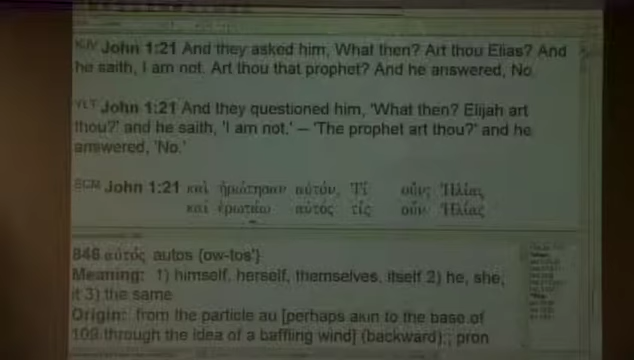 KJV John 1:21 And they asked him, What then? Art thou Elias? And
he saith, I am not. Art thou that prophet? And he answered, No.
YLT John 1:21 And they questioned him, 'What then? Elijah art
thou?' and he saith, 'I am not.' – 'The prophet art thou?' and he
answered, 'No.'
John 1:21 καὶ ἠρώτησαν αὐτόν, Τί οὖν; Ἠλίας
καί ἐρωτάω αὐτός τίς οὖν Ἠλίας
846 αὐτός autos {ow-tos'}
Meaning: 1) himself, herself, themselves, itself 2) he, she,
it 3) the same
Origin: from the particle au [perhaps akin to the base of
109 through the idea of a baffling wind] (backward);; pron